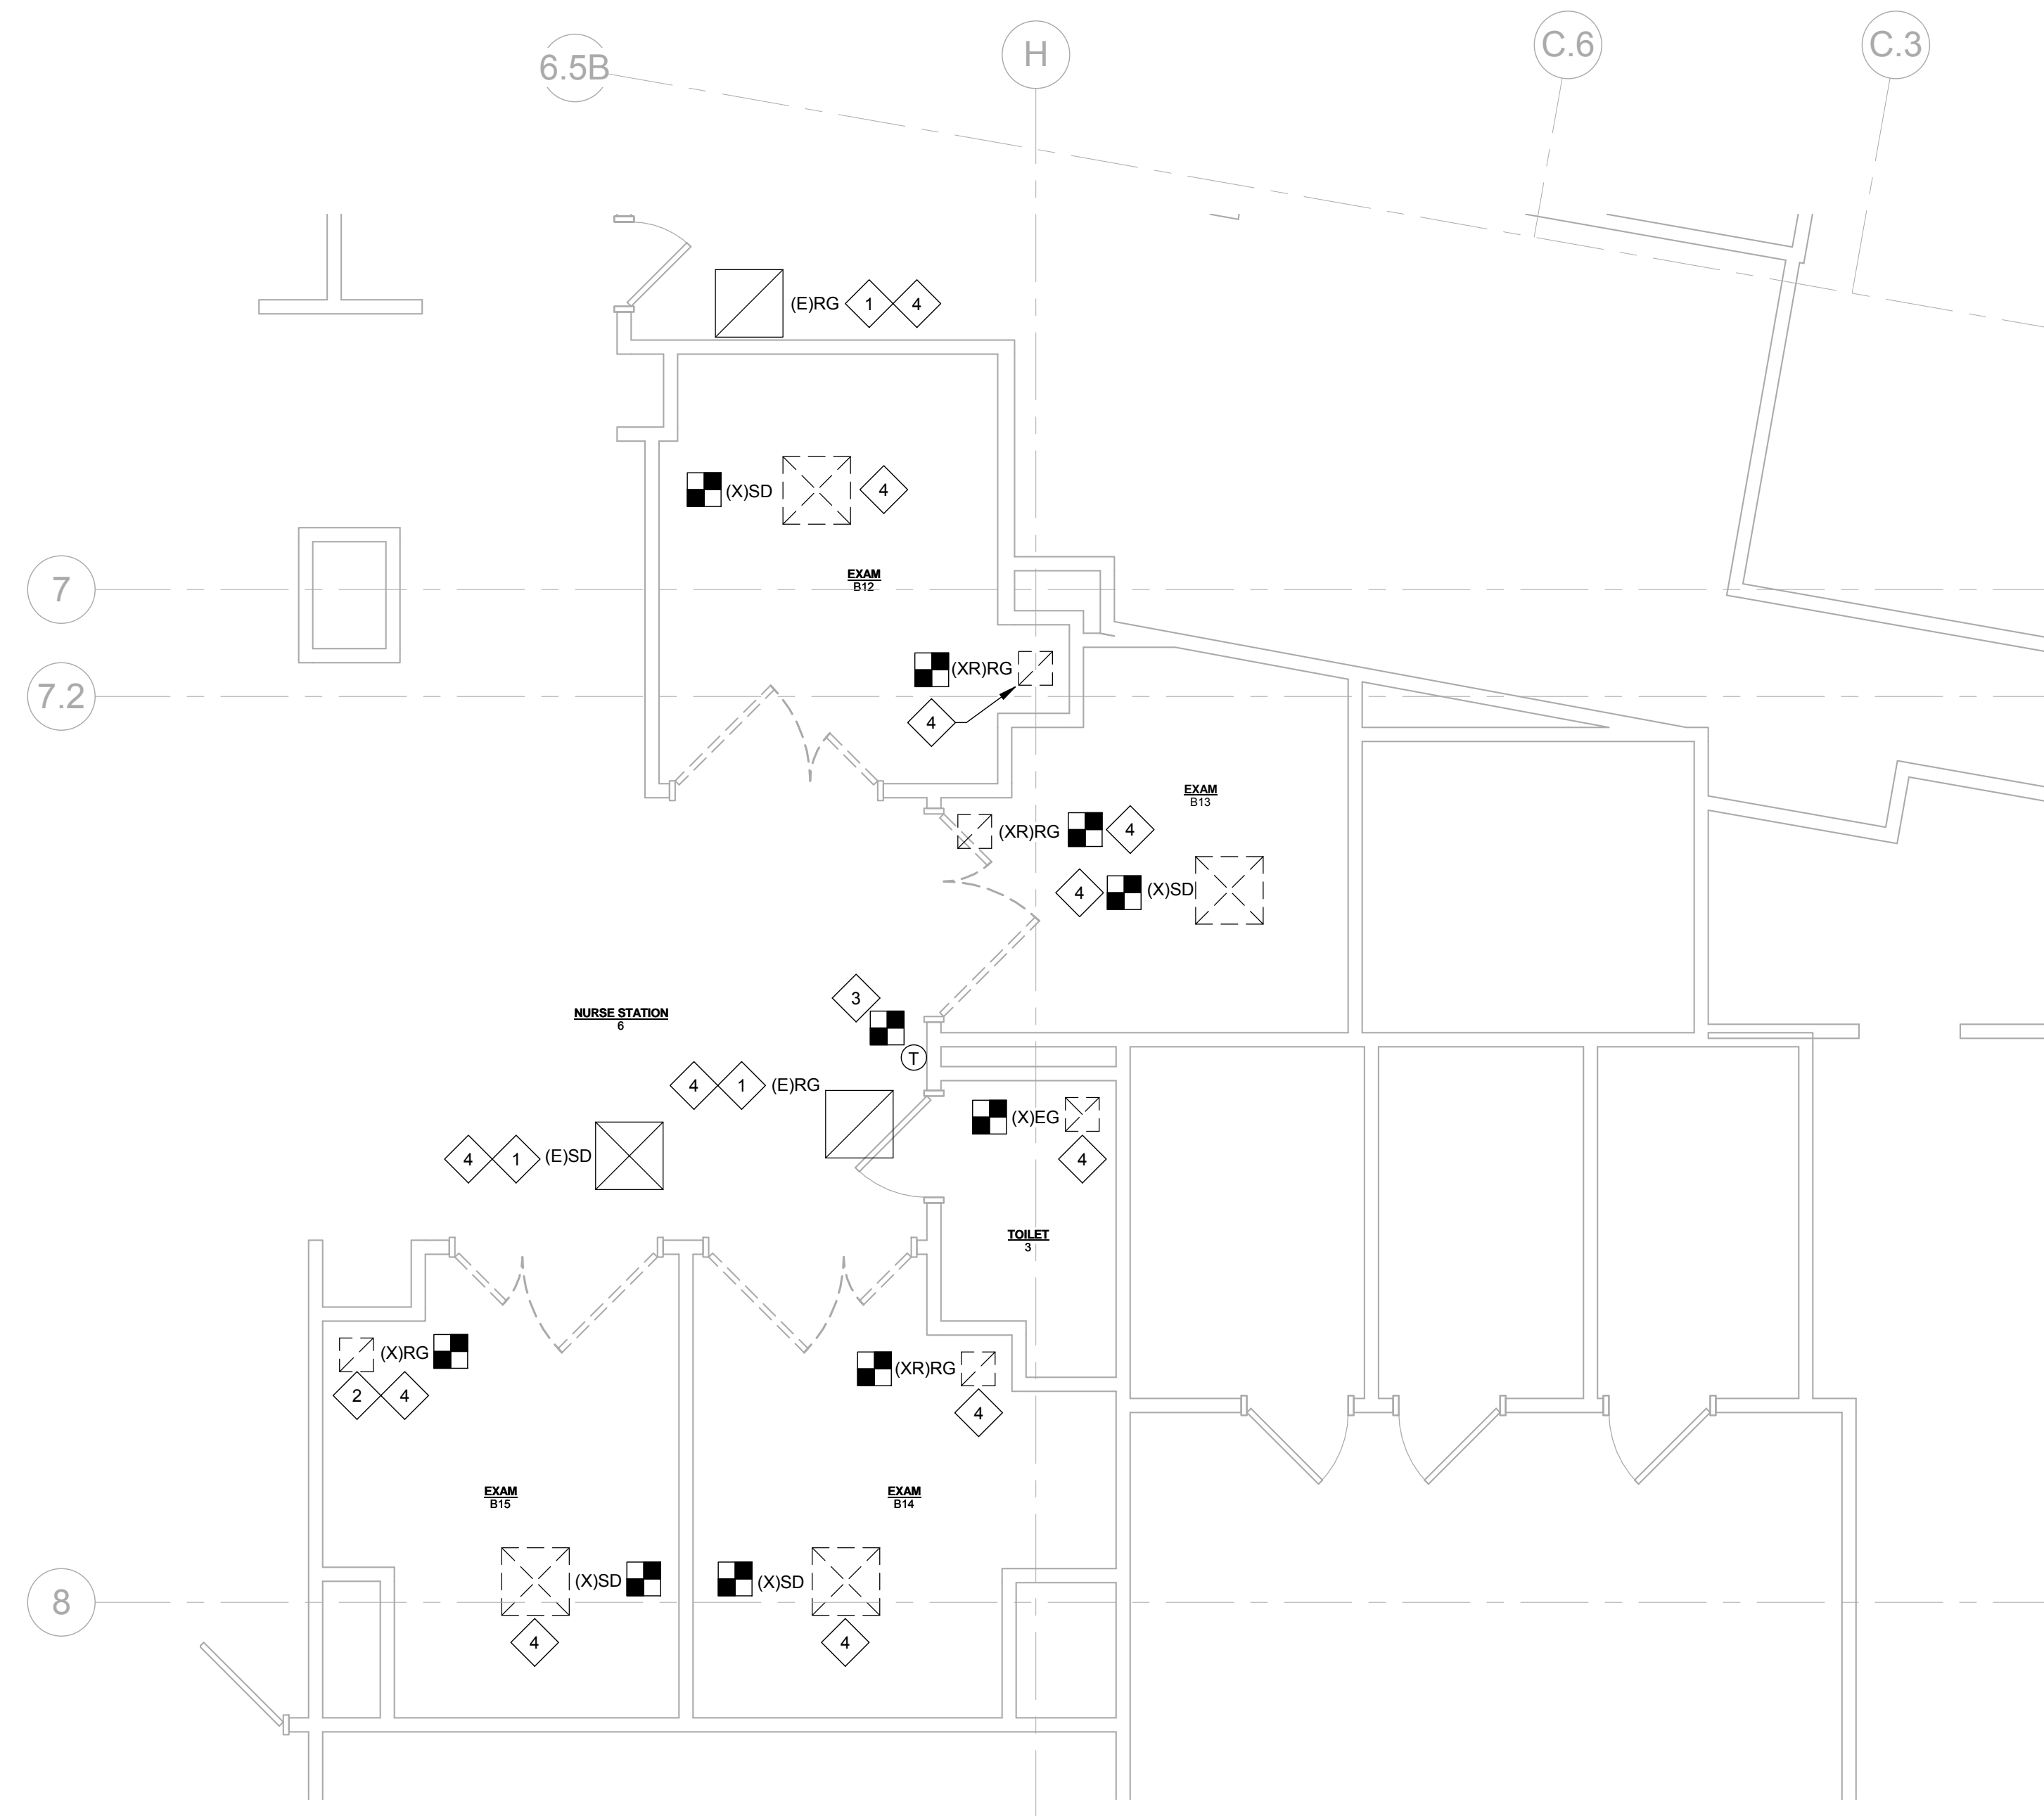 6.5B
H
C.6
C.3
(E)RG 1 4
(X)SD 4
7
EXAM
B12
(XR)RG
7.2
4
EXAM
B13
(XR)RG 4
4 (X)SD
3
NURSE STATION
6
T
4 1 (E)RG
(X)EG
4 1 (E)SD
4
TOILET
3
(X)RG
2 4
(XR)RG
4
EXAM
B15
EXAM
B14
(X)SD
(X)SD
8
4
4